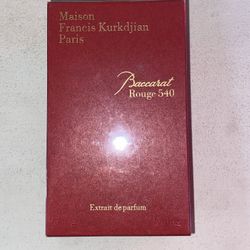 Maison
Francis Kurkdjian
Paris
Baccarat
Rouge 540
Extrait de parfum